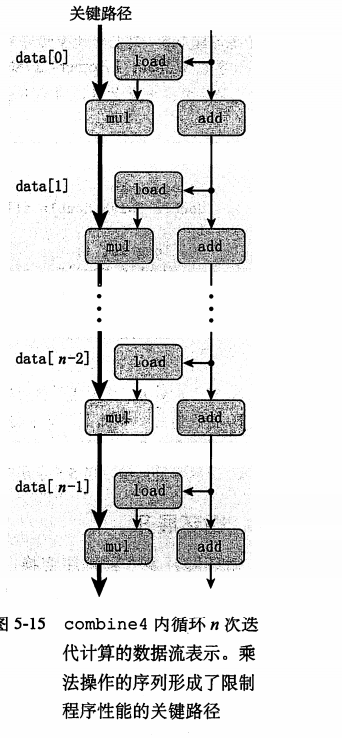 关键路径
data[0]
load
mul
add
data[1]
load
mul
add
data[n-2]
load
mul
add
data[n-1]
load
mul
add
图 5-15 combine4 内循环 n 次迭
代计算的数据流表示。乘
法操作的序列形成了限制
程序性能的关键路径